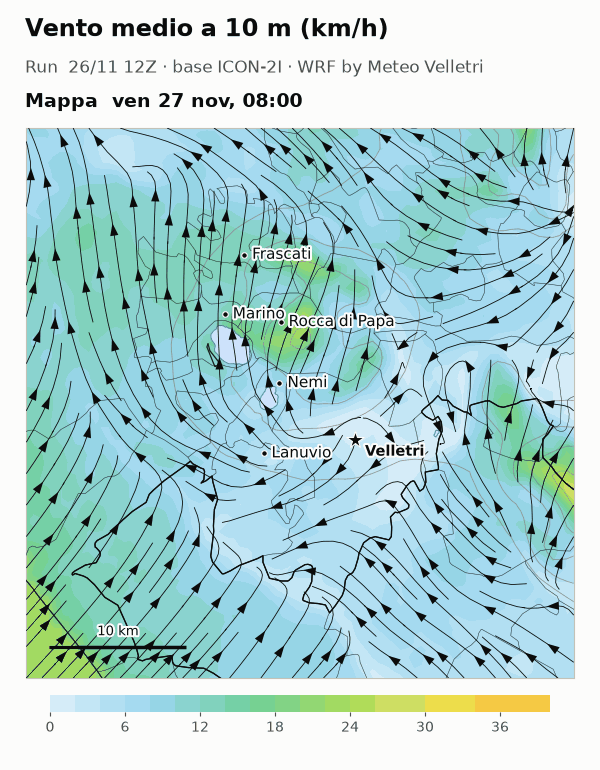 Vento medio a 10 m (km/h)
Run  26/11 12Z · base ICON-2I · WRF by Meteo Velletri
Mappa  ven 27 nov, 08:00
Frascati
Marino
Rocca di Papa
Nemi
Lanuvio
Velletri
10 km
0 6 12 18 24 30 36